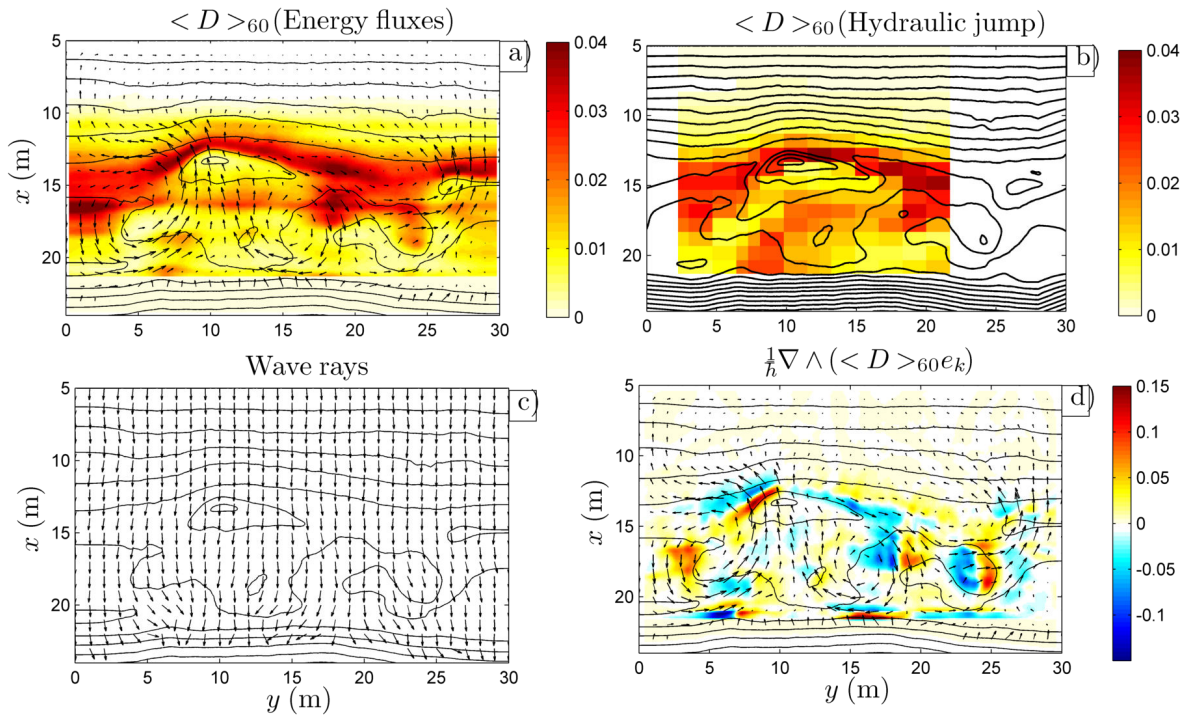 < D >₆₀ (Energy fluxes)
a)
5
10
15
20
x (m)
0 5 10 15 20 25 30
0.04
0.03
0.02
0.01
0
< D >₆₀ (Hydraulic jump)
b)
5
10
15
20
0 5 10 15 20 25 30
0.04
0.03
0.02
0.01
0
Wave rays
c)
5
10
15
20
x (m)
0 5 10 15 20 25 30
y (m)
1/h ∇ ∧ (< D >₆₀ eₖ)
d)
5
10
15
20
x (m)
0 5 10 15 20 25 30
y (m)
0.15
0.10
0.05
0
-0.05
-0.1